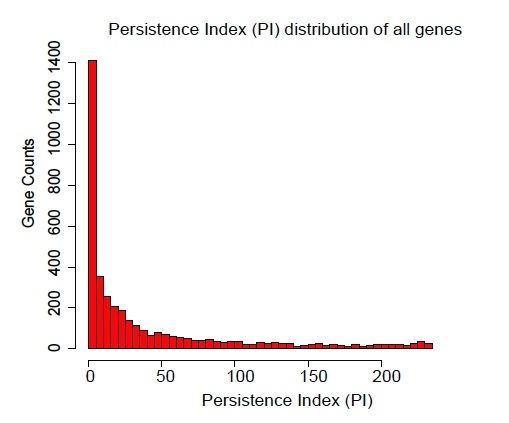 Persistence Index (PI) distribution of all genes
Gene Counts
1400
1200
1000
800
600
400
200
0
0 50 100 150 200
Persistence Index (PI)